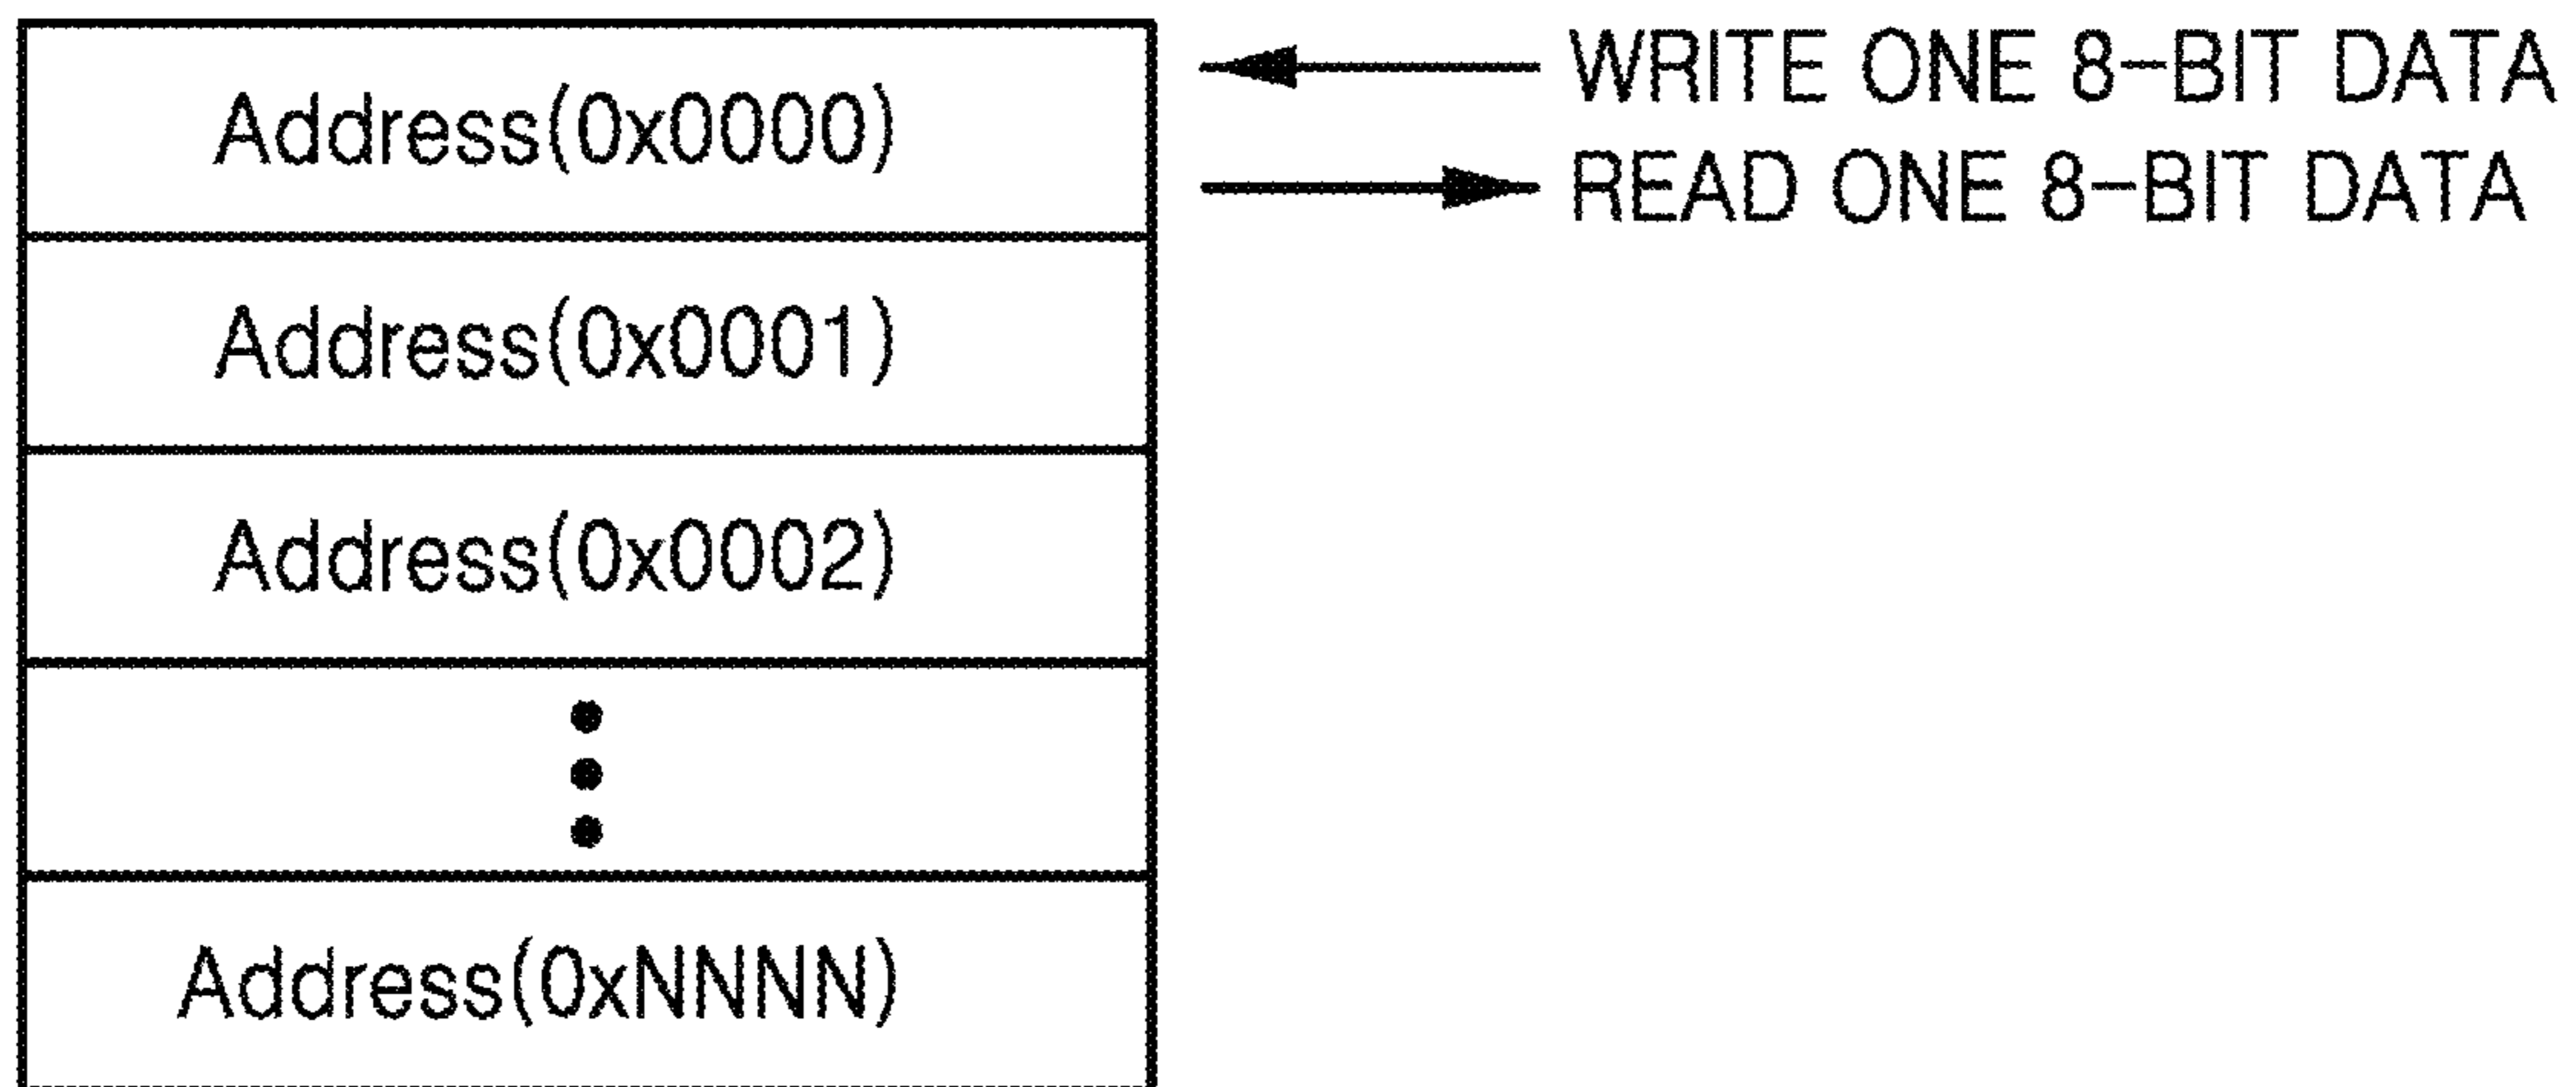 Address(0x0000)
WRITE ONE 8-BIT DATA
READ ONE 8-BIT DATA
Address(0x0001)
Address(0x0002)
Address(0xNNNN)